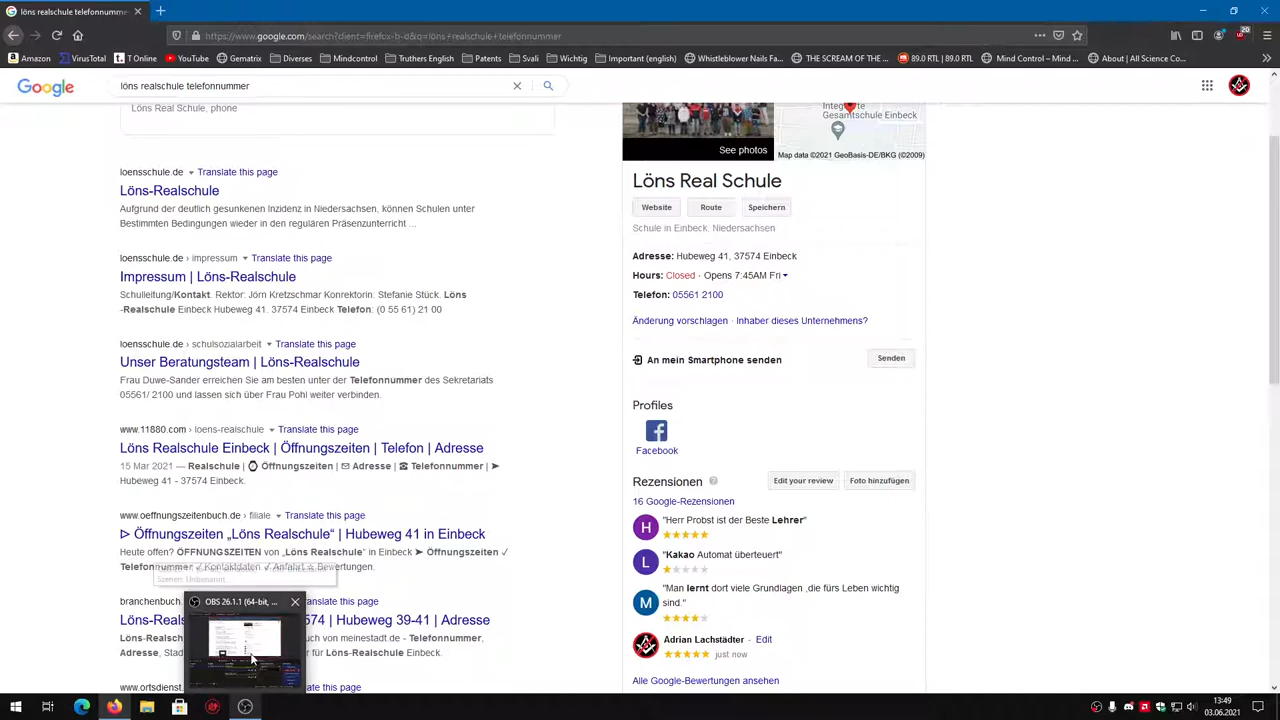 löns realschule telefonnummer
https://www.google.com/search?client=firefox-b-d&q=löns+realschule+telefonnummer
Amazon VirusTotal T Online YouTube Gematrix Diverses Mindcontrol Truthers English Patents Svali Wichtig Important (english) Whistleblower Nails Fa... THE SCREAM OF THE ... 89.0 RTL | 89.0 RTL Mind Control – Mind ... About | All Science Co...
Google
löns realschule telefonnummer
Löns Real Schule, phone
loensschule.de Translate this page
Löns-Realschule
Aufgrund der deutlich gesunkenen Inzidenz in Niedersachsen, können Schulen unter
Bestimmten Bedingungen wieder in den regulären Präsenzunterricht ...
loensschule.de › impressum Translate this page
Impressum | Löns-Realschule
Schulleitung/Kontakt. Rektor: Jörn Kretzschmar Konrektorin: Stefanie Stück. Löns
-Realschule Einbeck Hubeweg 41. 37574 Einbeck Telefon: (0 55 61) 21 00
loensschule.de › schulsozialarbeit Translate this page
Unser Beratungsteam | Löns-Realschule
Frau Duwe-Sander erreichen Sie am besten unter der Telefonnummer des Sekretariats
05561/ 2100 und lassen sich über Frau Pohl weiter verbinden.
www.11880.com › loens-realschule Translate this page
Löns Realschule Einbeck | Öffnungszeiten | Telefon | Adresse
15 Mar 2021 — Realschule | Öffnungszeiten | Adresse | Telefonnummer | ➤
Hubeweg 41 - 37574 Einbeck.
www.oeffnungszeitenbuch.de › filiale Translate this page
ᐅ Öffnungszeiten „Löns Realschule“ | Hubeweg 41 in Einbeck
Heute offen? ÖFFNUNGSZEITEN von „Löns Realschule“ in Einbeck ➤ Öffnungszeiten ✓
Telefonnummer ✓ Kontaktdaten ✓ Anfahrt & Bewertungen.
Szenen: Unbenannt
branchenbuch. ranslate this page
OBS 26.1.1 (64-bit, ...
Löns-Reals 574 | Hubeweg 39-41 | Einbeck
Löns-Realsch uch von meinestadt.de - Telefonnummer,
Adresse, Stad für Löns-Realschule Einbeck.
www.ortsdienst. late this page
See photos
Integrierte
Gesamtschule Einbeck
Map data ©2021 GeoBasis-DE/BKG (©2009)
Löns Real Schule
Website Route Speichern
Schule in Einbeck, Niedersachsen
Adresse: Hubeweg 41, 37574 Einbeck
Hours: Closed · Opens 7:45AM Fri
Telefon: 05561 2100
Änderung vorschlagen · Inhaber dieses Unternehmens?
An mein Smartphone senden Senden
Profiles
Facebook
Rezensionen Edit your review Foto hinzufügen
16 Google-Rezensionen
H "Herr Probst ist der Beste Lehrer"
L "Kakao Automat überteuert"
M "Man lernt dort viele Grundlagen ,die fürs Leben wichtig
sind."
Adrian Lachstädter - Edit
just now
Alle Google-Bewertungen ansehen
13:49
03.06.2021